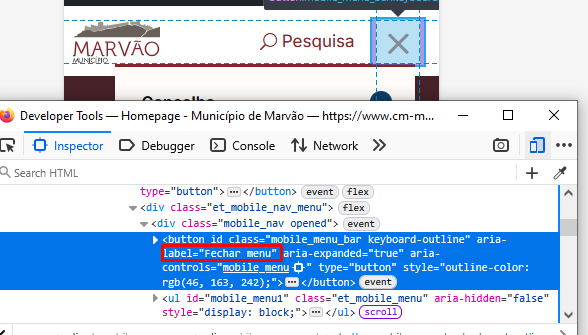 MARVÃO
MUNICÍPIO
Pesquisa
Developer Tools — Homepage - Município de Marvão — https://www.cm-m...
Inspector
Debugger
Console
Network
Search HTML
type="button"> </button> event flex
<div class="et_mobile_nav_menu"> flex
<div class="mobile_nav opened"> event
<button id class="mobile_menu_bar keyboard-outline" aria-
label="Fechar menu" aria-expanded="true" aria-
controls="mobile_menu " type="button" style="outline-color:
rgb(46, 163, 242);"> </button> event
<ul id="mobile_menu1" class="et_mobile_menu" aria-hidden="false"
style="display: block;"> </ul> scroll